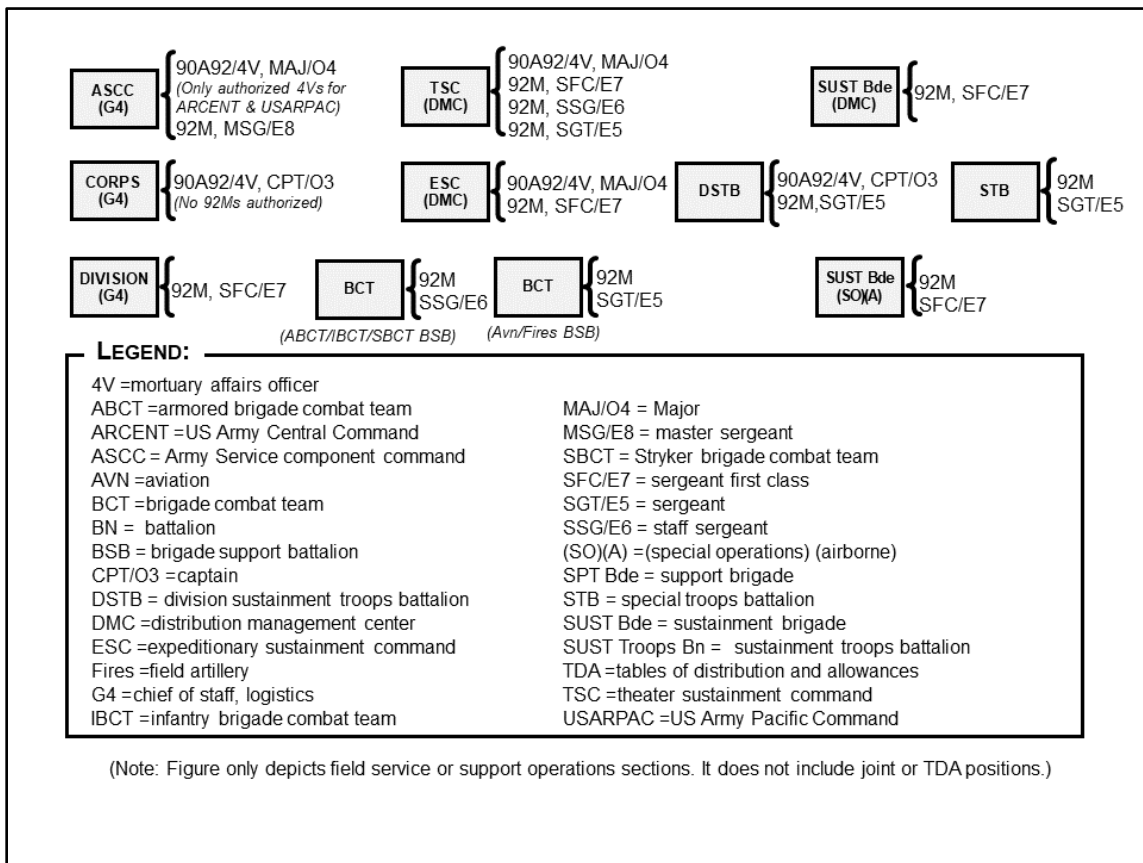 ASCC
(G4)
90A92/4V, MAJ/O4
(Only authorized 4Vs for
ARCENT & USARPAC)
92M, MSG/E8
TSC
(DMC)
90A92/4V, MAJ/O4
92M, SFC/E7
92M, SSG/E6
92M, SGT/E5
SUST Bde
(DMC)
92M, SFC/E7
CORPS
(G4)
90A92/4V, CPT/O3
(No 92Ms authorized)
ESC
(DMC)
90A92/4V, MAJ/O4
92M, SFC/E7
DSTB
90A92/4V, CPT/O3
92M,SGT/E5
STB
92M
SGT/E5
DIVISION
(G4)
92M, SFC/E7
BCT
92M
SSG/E6
(ABCT/IBCT/SBCT BSB)
BCT
92M
SGT/E5
(Avn/Fires BSB)
SUST Bde
(SO)(A)
92M
SFC/E7
LEGEND:
4V =mortuary affairs officer
ABCT =armored brigade combat team
ARCENT =US Army Central Command
ASCC = Army Service component command
AVN =aviation
BCT =brigade combat team
BN = battalion
BSB = brigade support battalion
CPT/O3 =captain
DSTB = division sustainment troops battalion
DMC =distribution management center
ESC =expeditionary sustainment command
Fires =field artillery
G4 =chief of staff, logistics
IBCT =infantry brigade combat team
MAJ/O4 = Major
MSG/E8 = master sergeant
SBCT = Stryker brigade combat team
SFC/E7 = sergeant first class
SGT/E5 = sergeant
SSG/E6 = staff sergeant
(SO)(A) =(special operations) (airborne)
SPT Bde = support brigade
STB = special troops battalion
SUST Bde = sustainment brigade
SUST Troops Bn = sustainment troops battalion
TDA =tables of distribution and allowances
TSC =theater sustainment command
USARPAC =US Army Pacific Command
(Note: Figure only depicts field service or support operations sections. It does not include joint or TDA positions.)